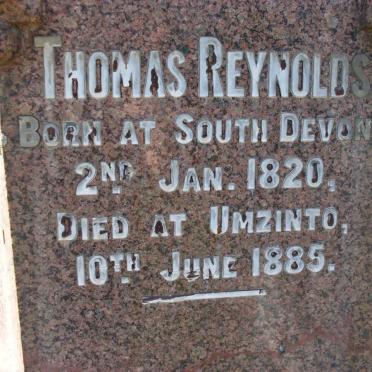 THOMAS REYNOLDS
BORN AT SOUTH DEVON
2ND JAN. 1820,
DIED AT UMZINTO,
10TH JUNE 1885.